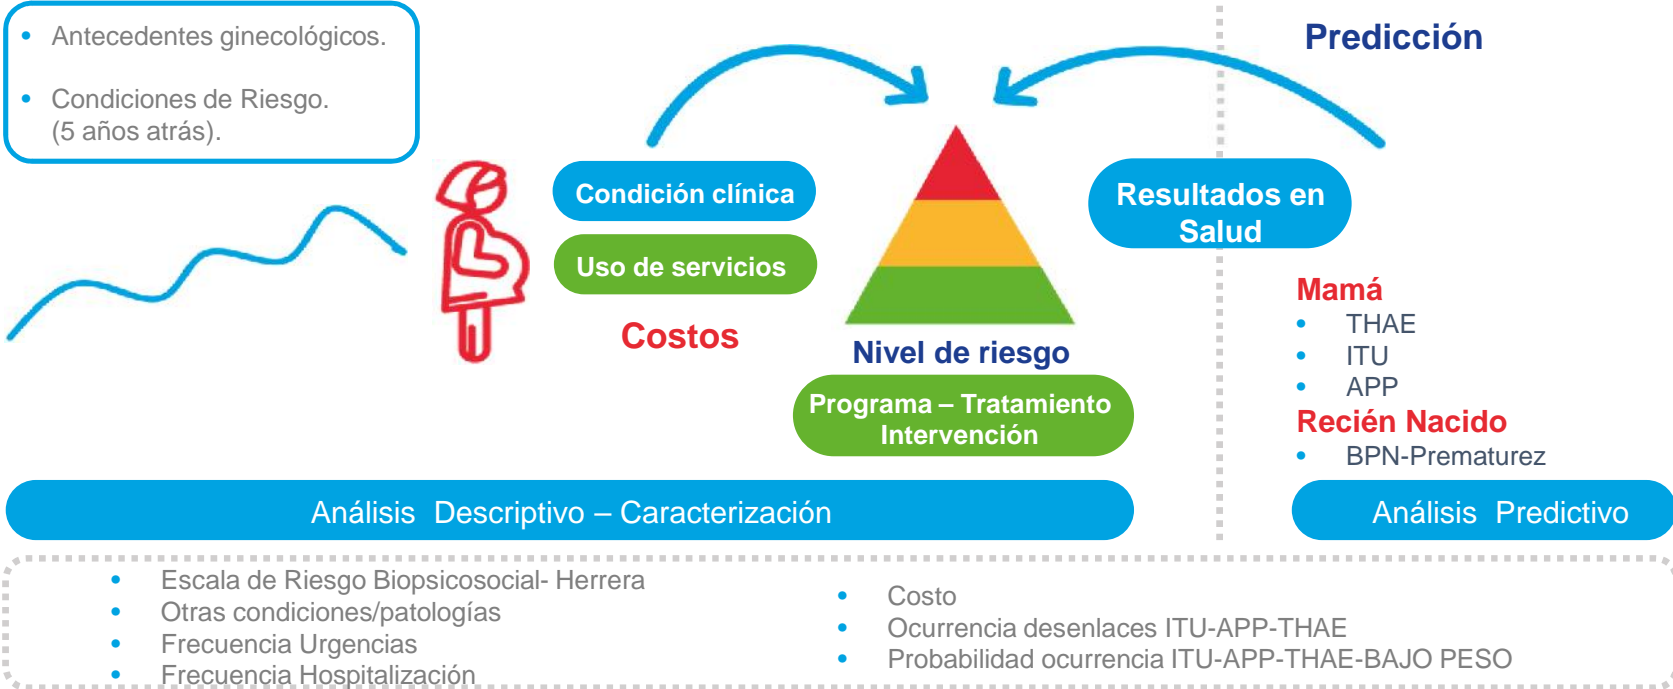 Antecedentes ginecológicos.
Condiciones de Riesgo.
(5 años atrás).
Condición clínica
Uso de servicios
Costos
Nivel de riesgo
Programa – Tratamiento
Intervención
Predicción
Resultados en
Salud
Mamá
THAE
ITU
APP
Recién Nacido
BPN-Prematurez
Análisis Descriptivo – Caracterización
Análisis Predictivo
Escala de Riesgo Biopsicosocial- Herrera
Otras condiciones/patologías
Frecuencia Urgencias
Frecuencia Hospitalización
Costo
Ocurrencia desenlaces ITU-APP-THAE
Probabilidad ocurrencia ITU-APP-THAE-BAJO PESO